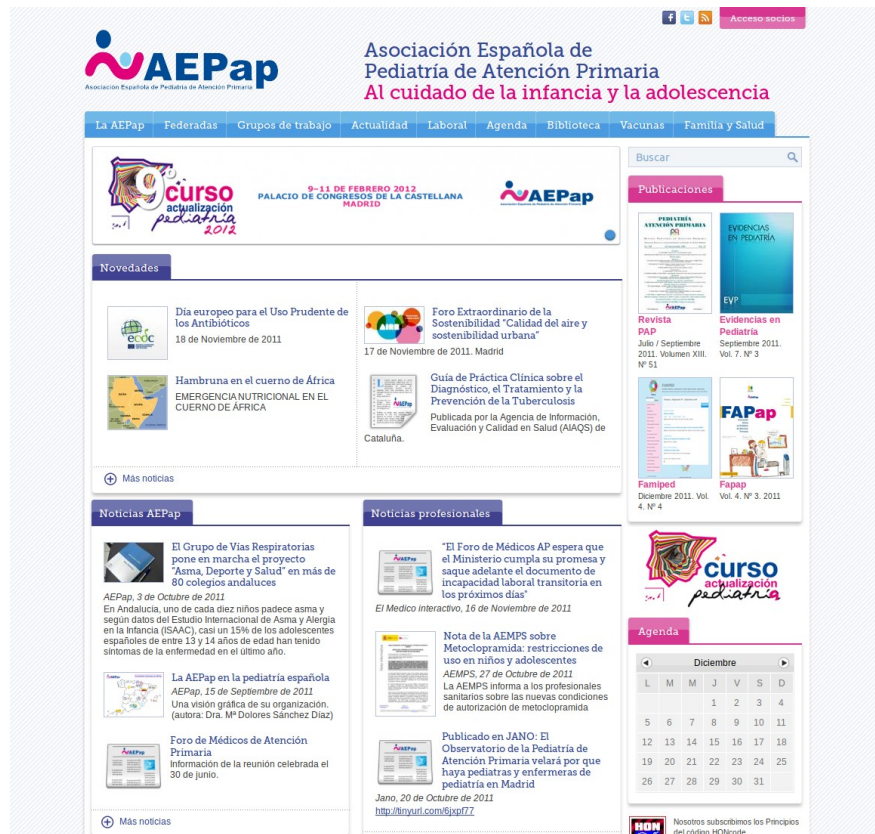 Acceso socios
AEPap
Asociación Española de Pediatría de Atención Primaria
Asociación Española de
Pediatría de Atención Primaria
Al cuidado de la infancia y la adolescencia
La AEPap Federadas Grupos de trabajo Actualidad Laboral Agenda Biblioteca Vacunas Familia y Salud
9º curso
actualización
pediatría
2012
9-11 DE FEBRERO 2012
PALACIO DE CONGRESOS DE LA CASTELLANA
MADRID
AEPap
Buscar
Novedades
ecdc
Día europeo para el Uso Prudente de
los Antibióticos
18 de Noviembre de 2011
Foro Extraordinario de la
Sostenibilidad "Calidad del aire y
sostenibilidad urbana"
17 de Noviembre de 2011. Madrid
Hambruna en el cuerno de África
EMERGENCIA NUTRICIONAL EN EL
CUERNO DE ÁFRICA
Guía de Práctica Clínica sobre el
Diagnóstico, el Tratamiento y la
Prevención de la Tuberculosis
Publicada por la Agencia de Información,
Evaluación y Calidad en Salud (AIAQS) de
Cataluña.
Más noticias
Noticias AEPap
El Grupo de Vías Respiratorias
pone en marcha el proyecto
"Asma, Deporte y Salud" en más de
80 colegios andaluces
AEPap, 3 de Octubre de 2011
En Andalucía, uno de cada diez niños padece asma y
según datos del Estudio Internacional de Asma y Alergia
en la Infancia (ISAAC), casi un 15% de los adolescentes
españoles de entre 13 y 14 años de edad han tenido
síntomas de la enfermedad en el último año.
La AEPap en la pediatría española
AEPap, 15 de Septiembre de 2011
Una visión gráfica de su organización.
(autora: Dra. Mª Dolores Sánchez Díaz)
Foro de Médicos de Atención
Primaria
Información de la reunión celebrada el
30 de junio.
Más noticias
Noticias profesionales
"El Foro de Médicos AP espera que
el Ministerio cumpla su promesa y
saque adelante el documento de
incapacidad laboral transitoria en
los próximos días"
El Medico interactivo, 16 de Noviembre de 2011
Nota de la AEMPS sobre
Metoclopramida: restricciones de
uso en niños y adolescentes
AEMPS, 27 de Octubre de 2011
La AEMPS informa a los profesionales
sanitarios sobre las nuevas condiciones
de autorización de metoclopramida
Publicado en JANO: El
Observatorio de la Pediatría de
Atención Primaria velará por que
haya pediatras y enfermeras de
pediatría en Madrid
Jano, 20 de Octubre de 2011
http://tinyurl.com/6jxpf77
Publicaciones
PEDIATRÍA
ATENCIÓN PRIMARIA
EVIDENCIAS
EN PEDIATRÍA
EVP
Revista
PAP
Julio / Septiembre
2011. Volumen XIII.
Nº 51
Evidencias en
Pediatría
Septiembre 2011.
Vol. 7. Nº 3
FAPap
Famiped
Diciembre 2011. Vol.
4. Nº 4
Fapap
Vol. 4. Nº 3. 2011
curso
actualización
pediatría
Agenda
Diciembre
L M M J V S D
1 2 3 4
5 6 7 8 9 10 11
12 13 14 15 16 17 18
19 20 21 22 23 24 25
26 27 28 29 30 31
HON
Nosotros subscribimos los Principios
del código HONcode